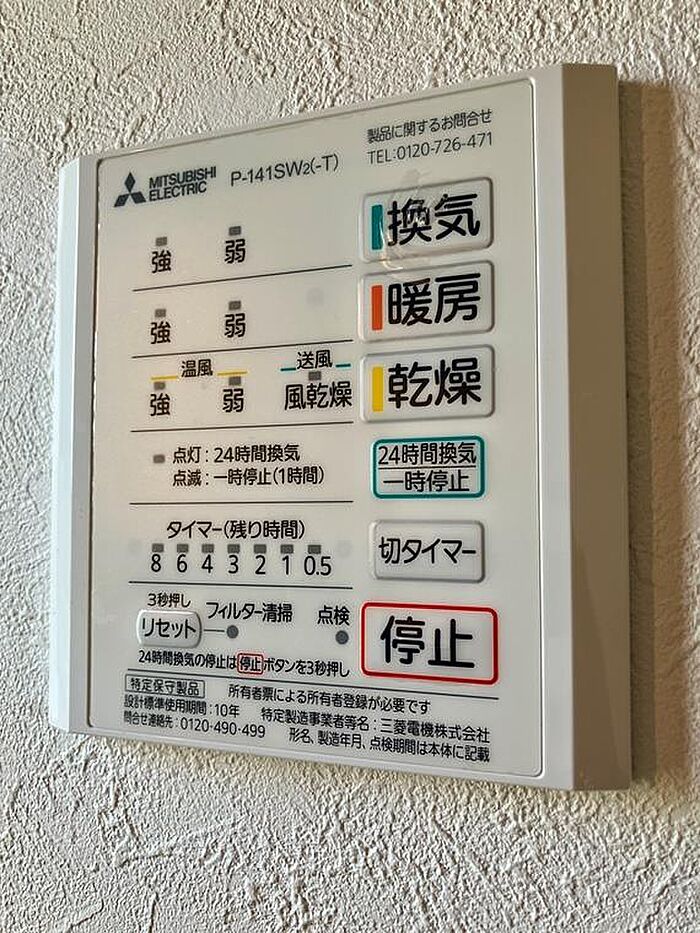 製品に関するお問合せ
TEL:0120-726-471
MITSUBISHI
ELECTRIC
P-141SW2(-T)
強 弱 換気
強 弱 暖房
温風 送風
強 弱 風乾燥 乾燥
点灯:24時間換気
点滅:一時停止(1時間)
24時間換気
一時停止
タイマー(残り時間)
8 6 4 3 2 1 0.5
切タイマー
3秒押し
リセット フィルター清掃 点検
停止
24時間換気の停止は停止ボタンを3秒押し
特定保守製品 所有者票による所有者登録が必要です
設計標準使用期間:10年 特定製造事業者等名:三菱電機株式会社
問合せ連絡先:0120-490-499 形名、製造年月、点検期間は本体に記載